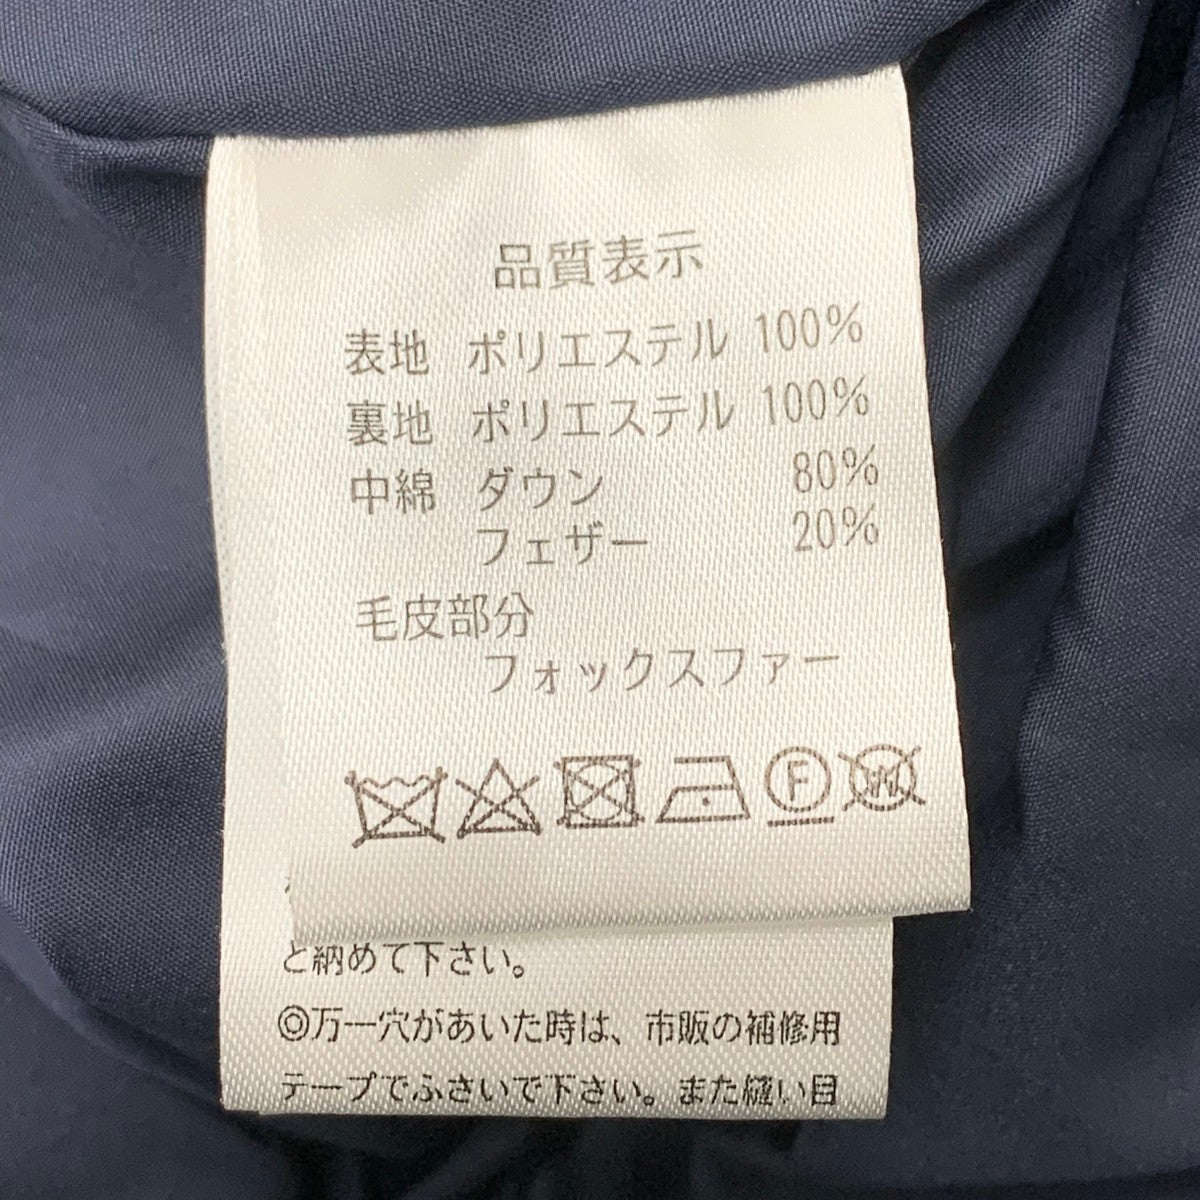 品質表示
表地 ポリエステル 100%
裏地 ポリエステル 100%
中綿 ダウン 80%
フェザー 20%
毛皮部分
フォックスファー
F W
と納めて下さい。
◎万一穴があいた時は、市販の補修用
テープでふさいで下さい。また縫い目